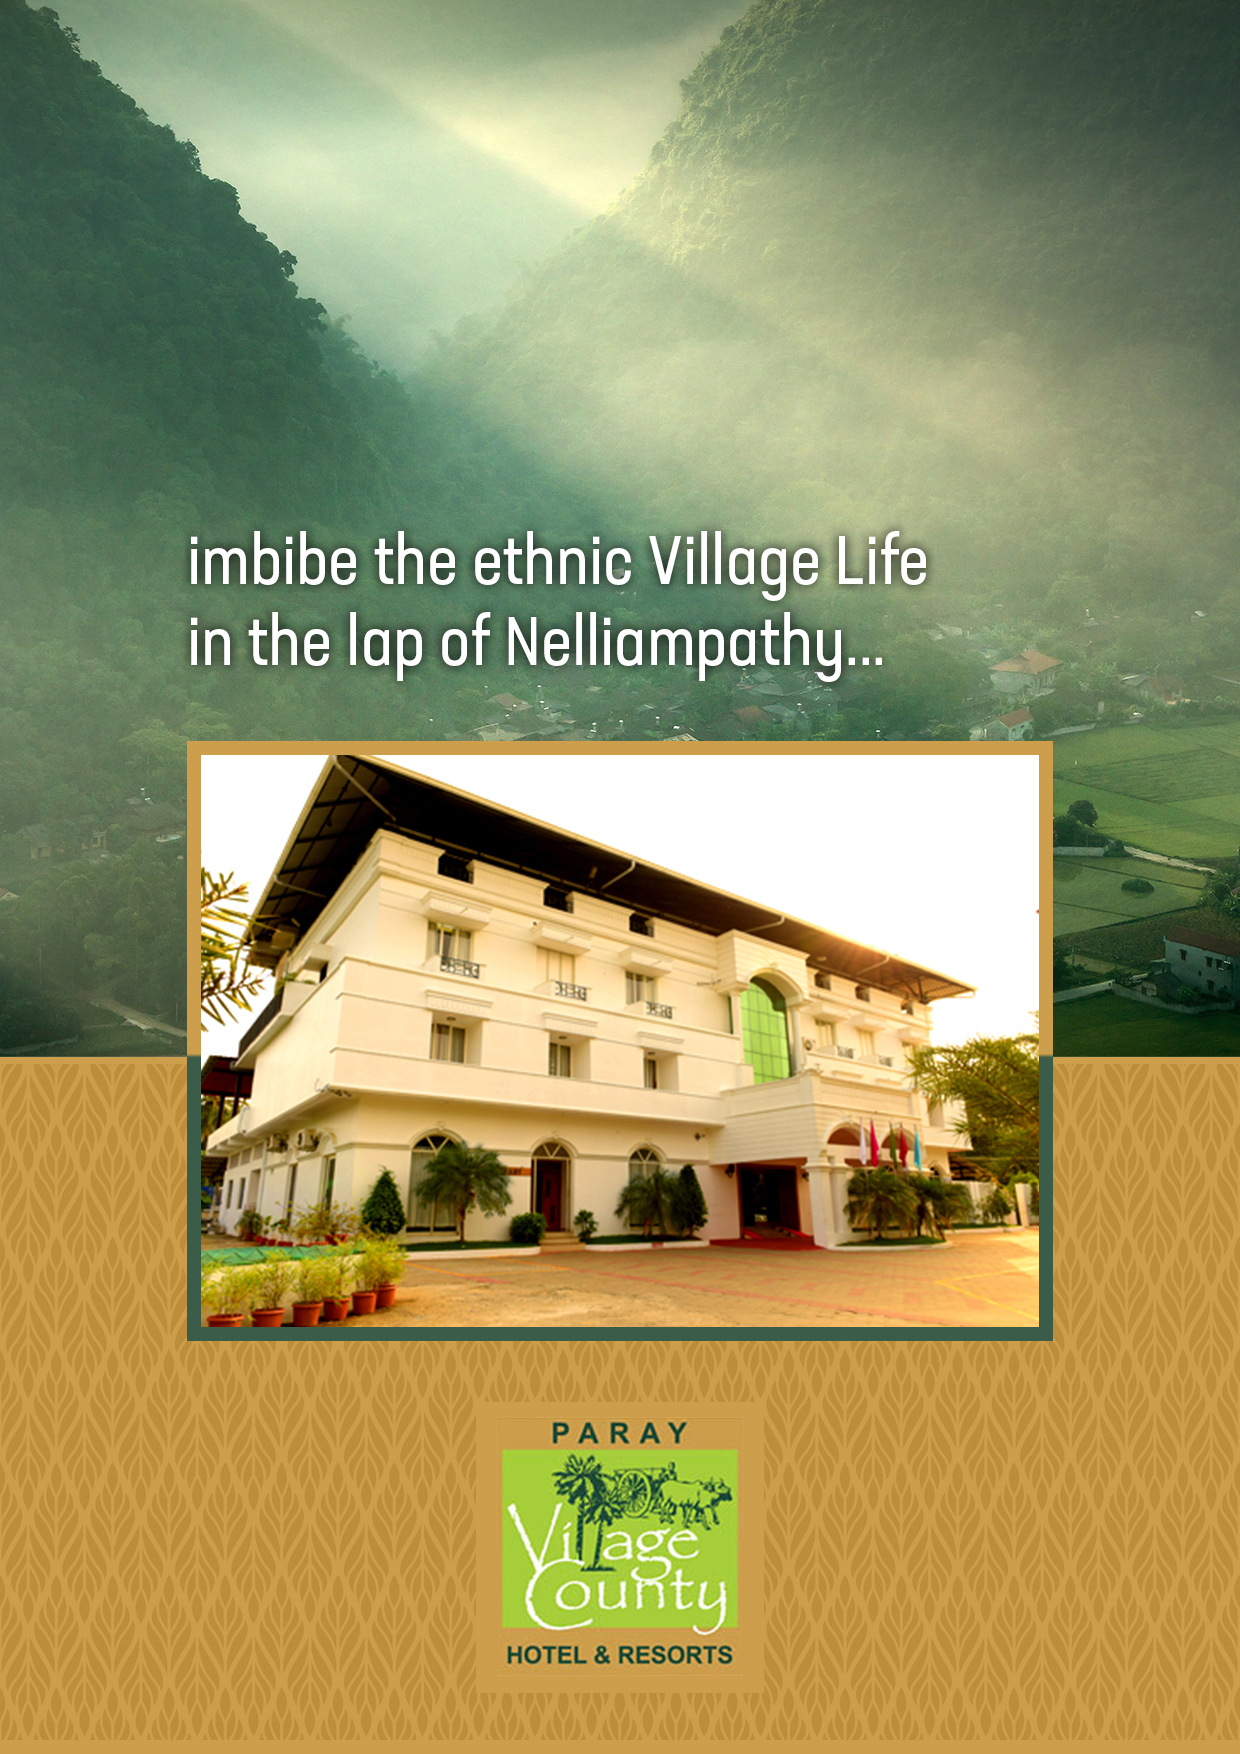 imbibe the ethnic Village Life
in the lap of Nelliampathy...
PARAY
Village
County
HOTEL & RESORTS